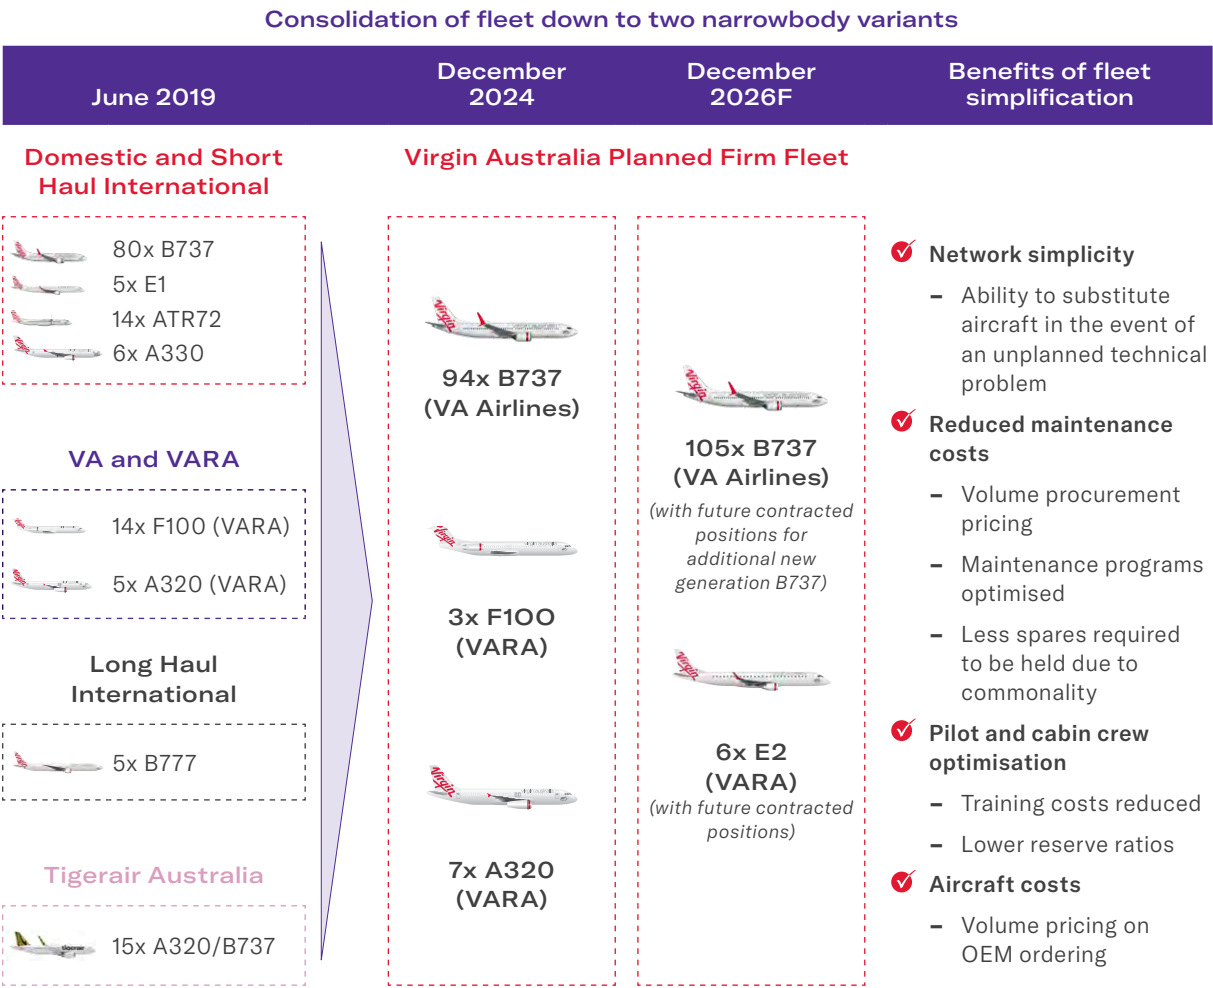 Consolidation of fleet down to two narrowbody variants
June 2019
December
2024
December
2026F
Benefits of fleet
simplification
Domestic and Short
Haul International
80x B737
5x E1
14x ATR72
6x A330
VA and VARA
14x F100 (VARA)
5x A320 (VARA)
Long Haul
International
5x B777
Tigerair Australia
tigerair
15x A320/B737
Virgin Australia Planned Firm Fleet
Virgin
94x B737
(VA Airlines)
Virgin
3x F100
(VARA)
Virgin
7x A320
(VARA)
Virgin
105x B737
(VA Airlines)
(with future contracted
positions for
additional new
generation B737)
Virgin
6x E2
(VARA)
(with future contracted
positions)
Network simplicity
– Ability to substitute
aircraft in the event of
an unplanned technical
problem
Reduced maintenance
costs
– Volume procurement
pricing
– Maintenance programs
optimised
– Less spares required
to be held due to
commonality
Pilot and cabin crew
optimisation
– Training costs reduced
– Lower reserve ratios
Aircraft costs
– Volume pricing on
OEM ordering